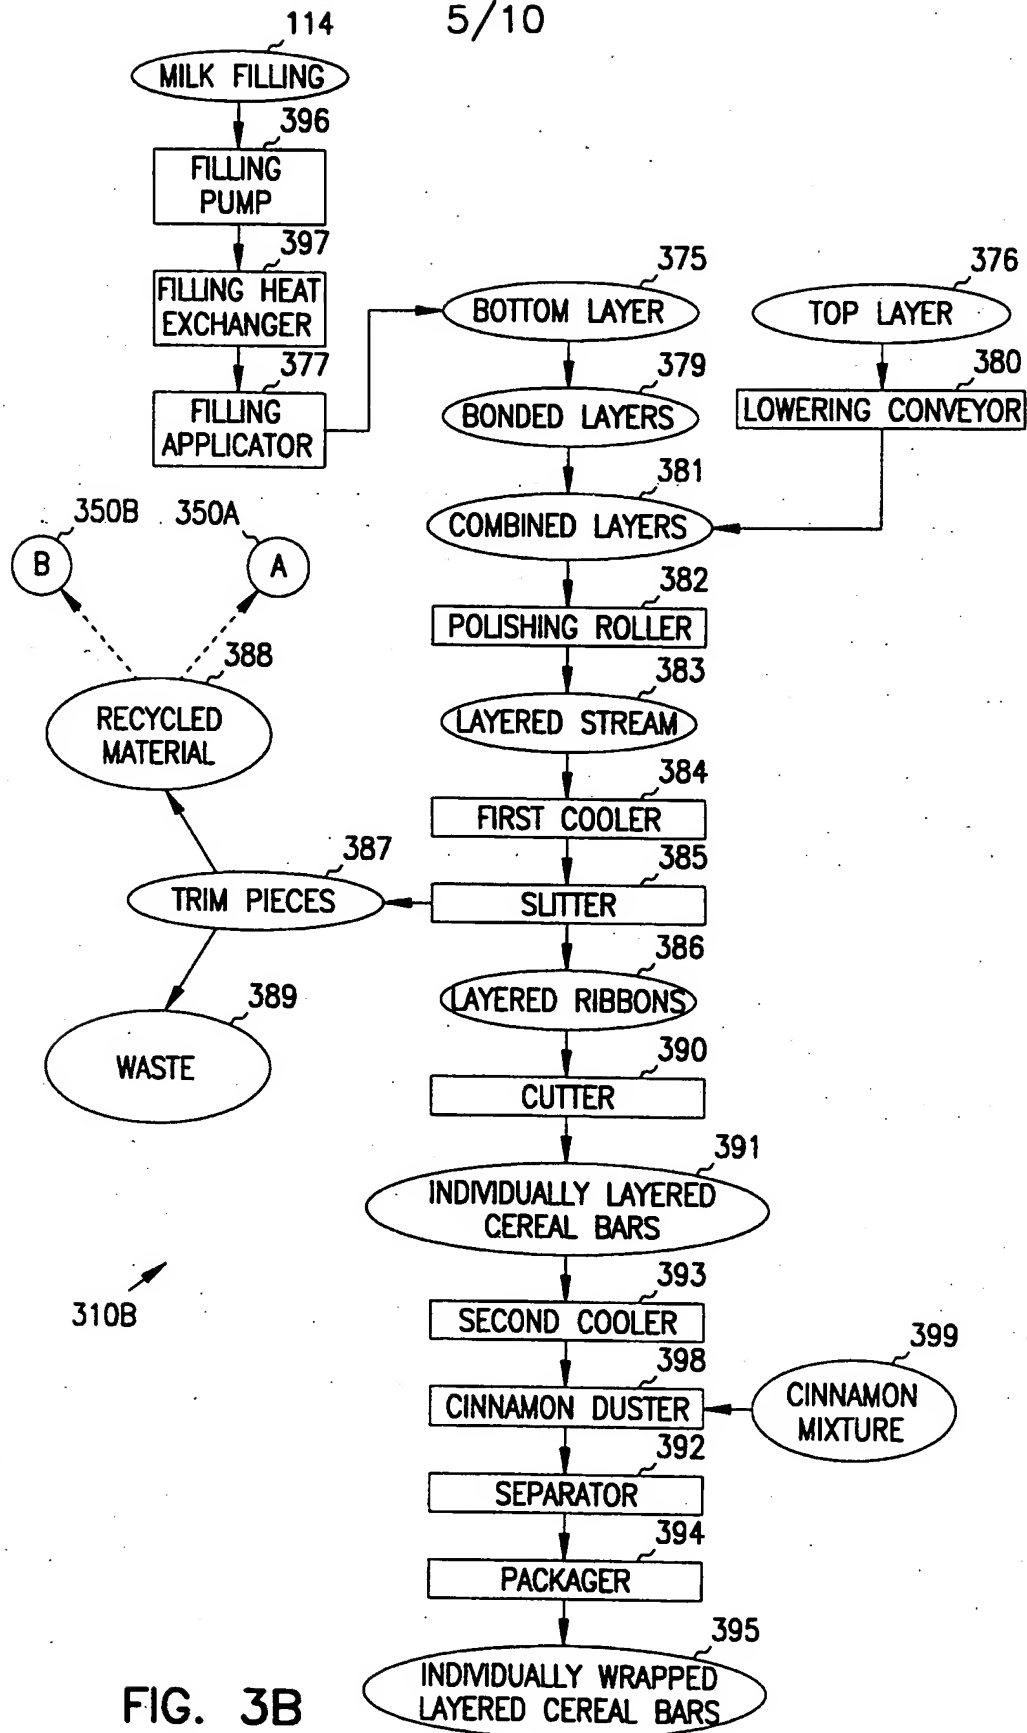 5/10
114
MILK FILLING
396
FILLING
PUMP
397
FILLING HEAT
EXCHANGER
377
FILLING
APPLICATOR
375
BOTTOM LAYER
376
TOP LAYER
379
BONDED LAYERS
380
LOWERING CONVEYOR
381
COMBINED LAYERS
350B
B
350A
A
382
POLISHING ROLLER
388
RECYCLED
MATERIAL
383
LAYERED STREAM
384
FIRST COOLER
387
TRIM PIECES
385
SLITTER
386
LAYERED RIBBONS
389
WASTE
390
CUTTER
391
INDIVIDUALLY LAYERED
CEREAL BARS
310B
393
SECOND COOLER
398
CINNAMON DUSTER
399
CINNAMON
MIXTURE
392
SEPARATOR
394
PACKAGER
395
INDIVIDUALLY WRAPPED
LAYERED CEREAL BARS
FIG. 3B